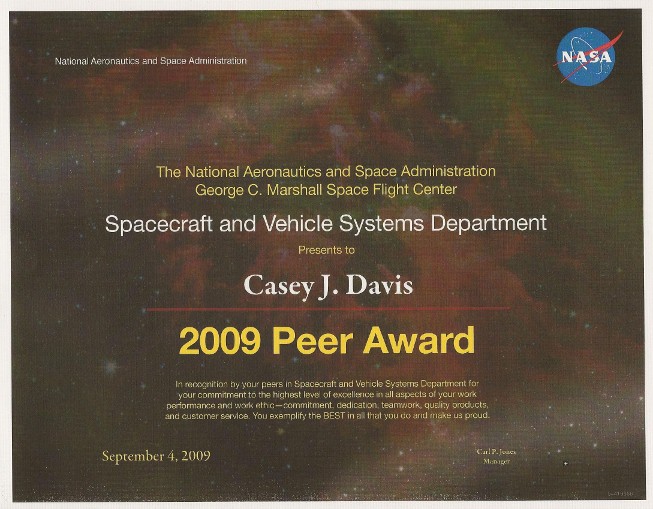 National Aeronautics and Space Administration
NASA
The National Aeronautics and Space Administration
George C. Marshall Space Flight Center
Spacecraft and Vehicle Systems Department
Presents to
Casey J. Davis
2009 Peer Award
In recognition by your peers in Spacecraft and Vehicle Systems Department for
your commitment to the highest level of excellence in all aspects of your work
performance and work ethic—commitment, dedication, teamwork, quality products,
and customer service. You exemplify the BEST in all that you do and make us proud.
September 4, 2009
Carl P. Jones
Manager